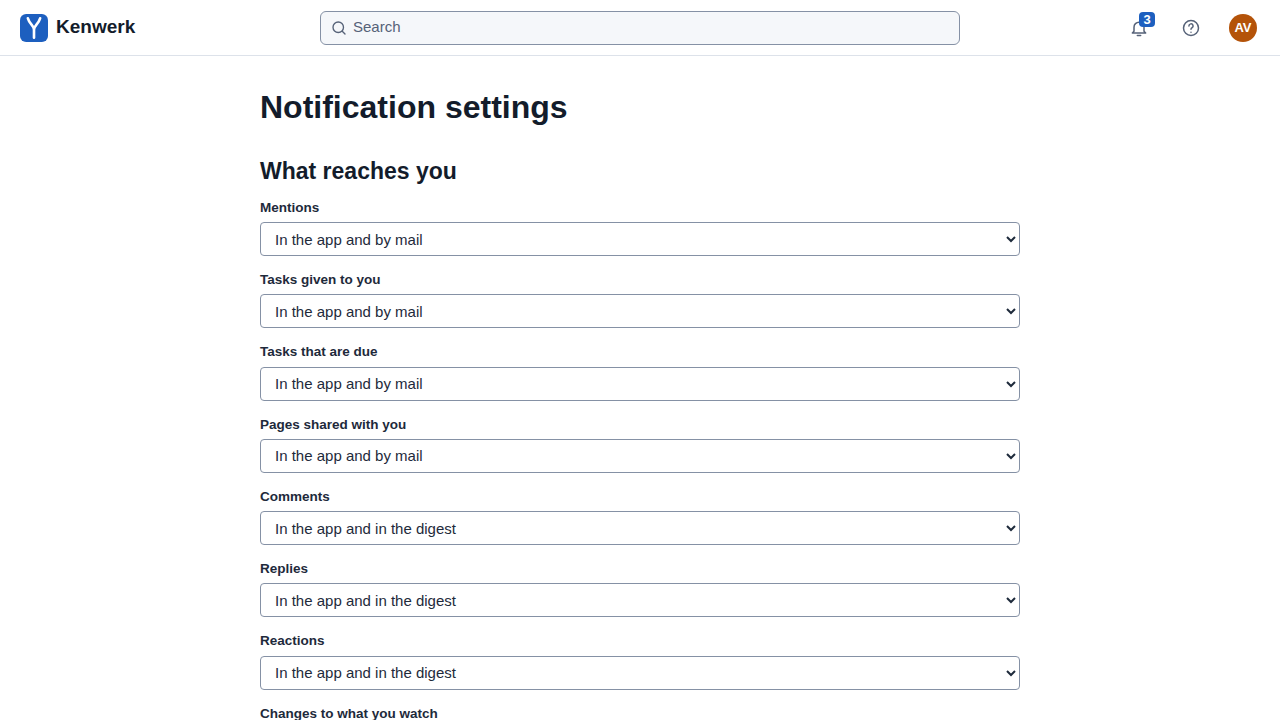 Kenwerk
Search
3
AV
Notification settings
What reaches you
Mentions
In the app and by mail
Tasks given to you
In the app and by mail
Tasks that are due
In the app and by mail
Pages shared with you
In the app and by mail
Comments
In the app and in the digest
Replies
In the app and in the digest
Reactions
In the app and in the digest
Changes to what you watch